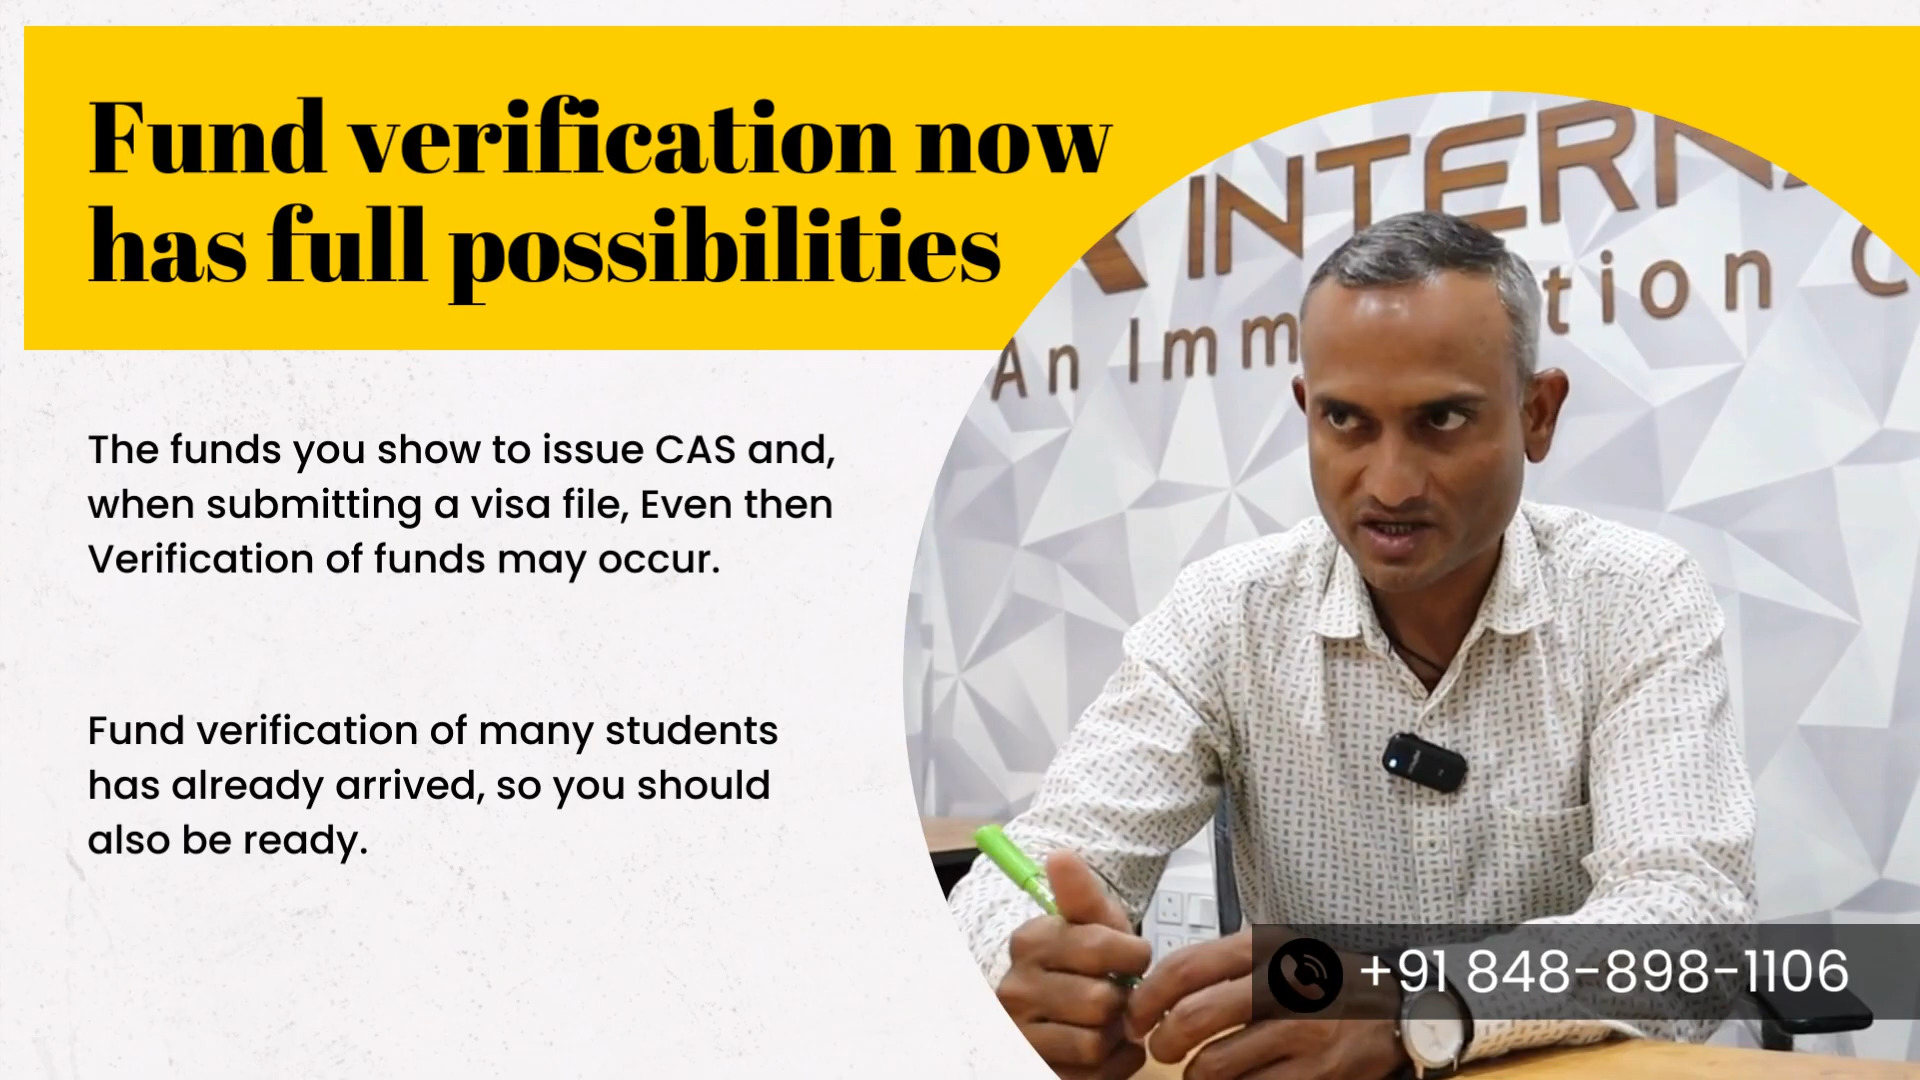 Fund verification now
has full possibilities
INTERN
An Imm tion C
The funds you show to issue CAS and,
when submitting a visa file, Even then
Verification of funds may occur.
Fund verification of many students
has already arrived, so you should
also be ready.
+91 848-898-1106